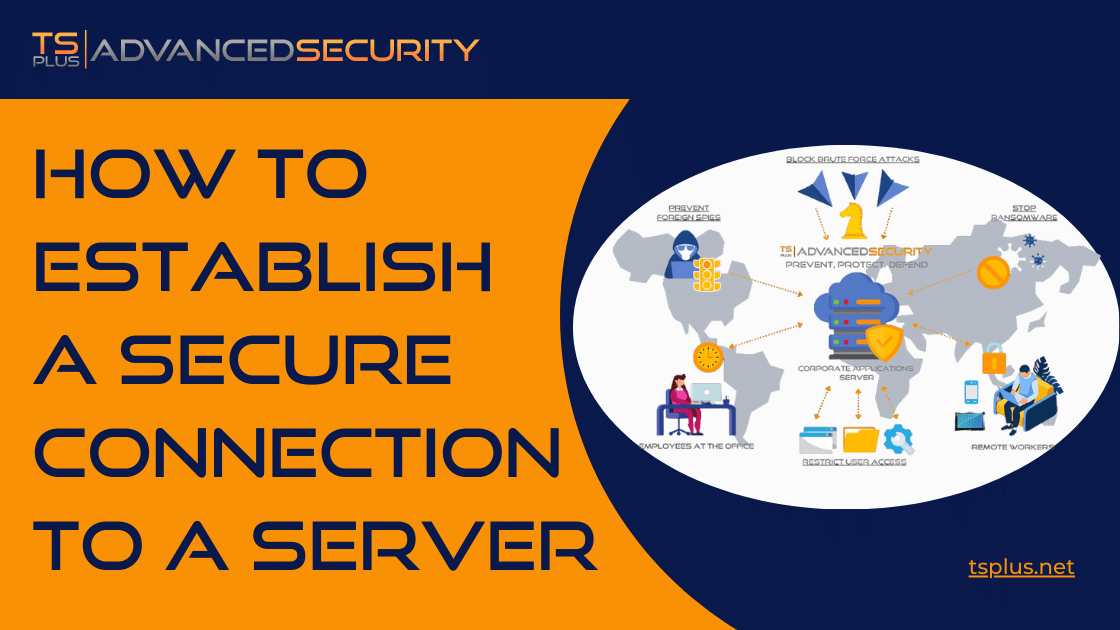 TS PLUS | ADVANCEDSECURITY
HOW TO
ESTABLISH
A SECURE
CONNECTION
TO A SERVER
BLOCK BRUTE FORCE ATTACKS
PREVENT
FOREIGN SPIES
STOP
RANSOMWARE
TS PLUS | ADVANCEDSECURITY
PREVENT, PROTECT, DEFEND
CORPORATE APPLICATIONS
SERVER
EMPLOYEES AT THE OFFICE
RESTRICT USER ACCESS
REMOTE WORKERS
tsplus.net